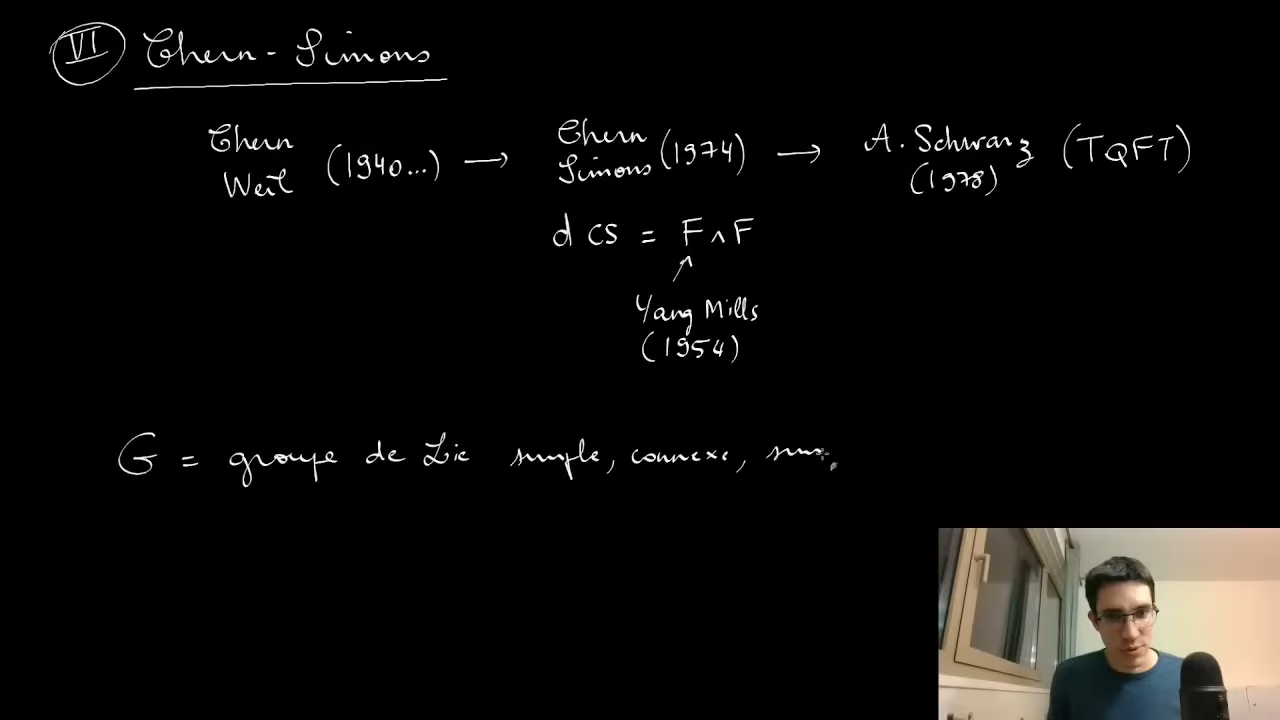 VI Chern-Simons
Chern Weil (1940...) → Chern Simons (1974) → A. Schwarz (1978) (TQFT)
d CS = F ∧ F
Yang Mills
(1954)
G = groupe de Lie simple, connexe,